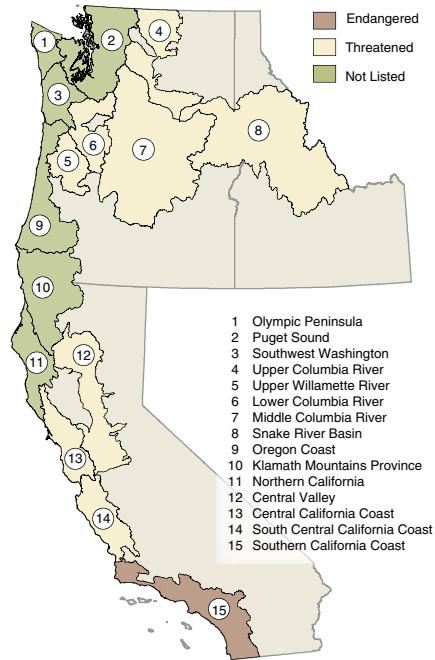 Endangered
Threatened
Not Listed
1
2
4
3
6
5
7
8
9
10
11
12
13
14
15
1 Olympic Peninsula
2 Puget Sound
3 Southwest Washington
4 Upper Columbia River
5 Upper Willamette River
6 Lower Columbia River
7 Middle Columbia River
8 Snake River Basin
9 Oregon Coast
10 Klamath Mountains Province
11 Northern California
12 Central Valley
13 Central California Coast
14 South Central California Coast
15 Southern California Coast